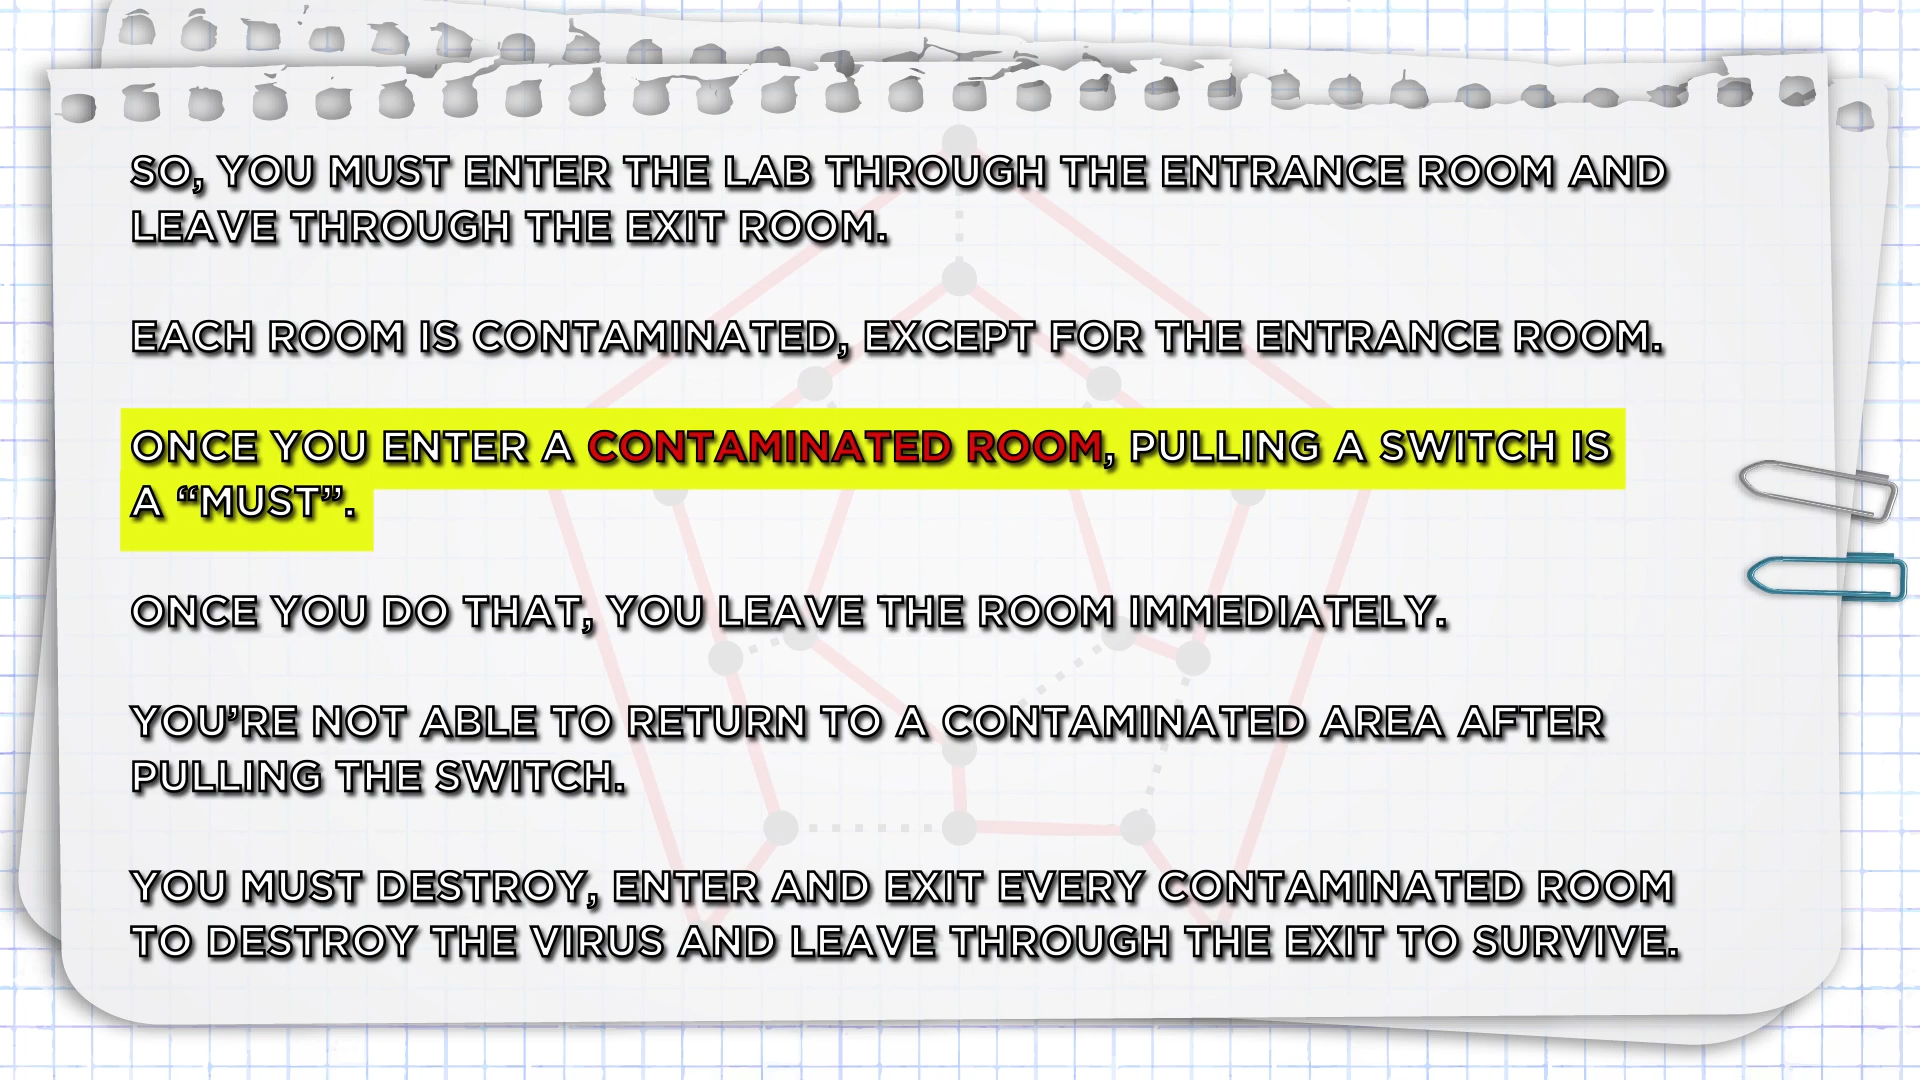 SO, YOU MUST ENTER THE LAB THROUGH THE ENTRANCE ROOM AND
LEAVE THROUGH THE EXIT ROOM.
EACH ROOM IS CONTAMINATED, EXCEPT FOR THE ENTRANCE ROOM.
ONCE YOU ENTER A CONTAMINATED ROOM, PULLING A SWITCH IS
A “MUST”.
ONCE YOU DO THAT, YOU LEAVE THE ROOM IMMEDIATELY.
YOU’RE NOT ABLE TO RETURN TO A CONTAMINATED AREA AFTER
PULLING THE SWITCH.
YOU MUST DESTROY, ENTER AND EXIT EVERY CONTAMINATED ROOM
TO DESTROY THE VIRUS AND LEAVE THROUGH THE EXIT TO SURVIVE.